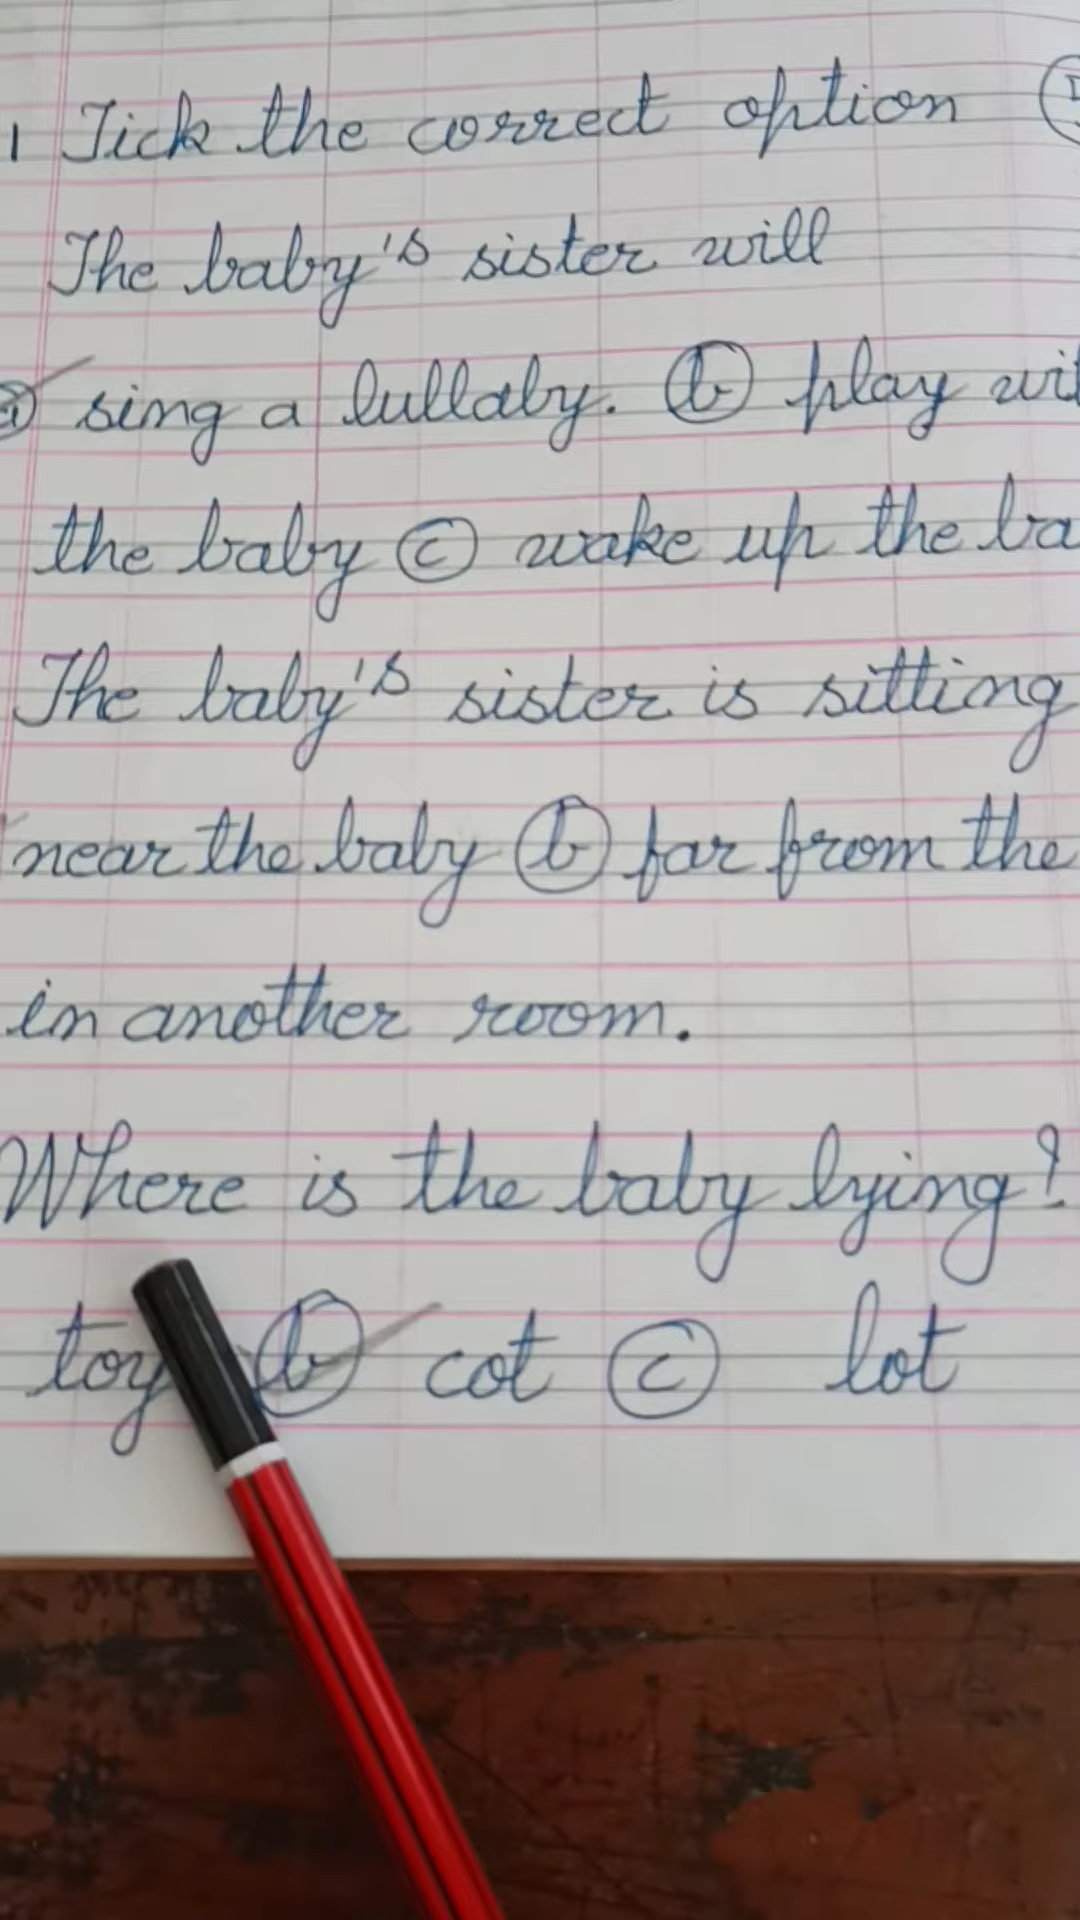 1 Tick the correct option
The baby's sister will
ⓐ sing a lullaby. ⓑ play wi
the baby ⓒ wake up the ba
The baby's sister is sitting
near the baby ⓑ far from the
in another room.
Where is the baby lying?
toy ⓑ cot ⓒ lot